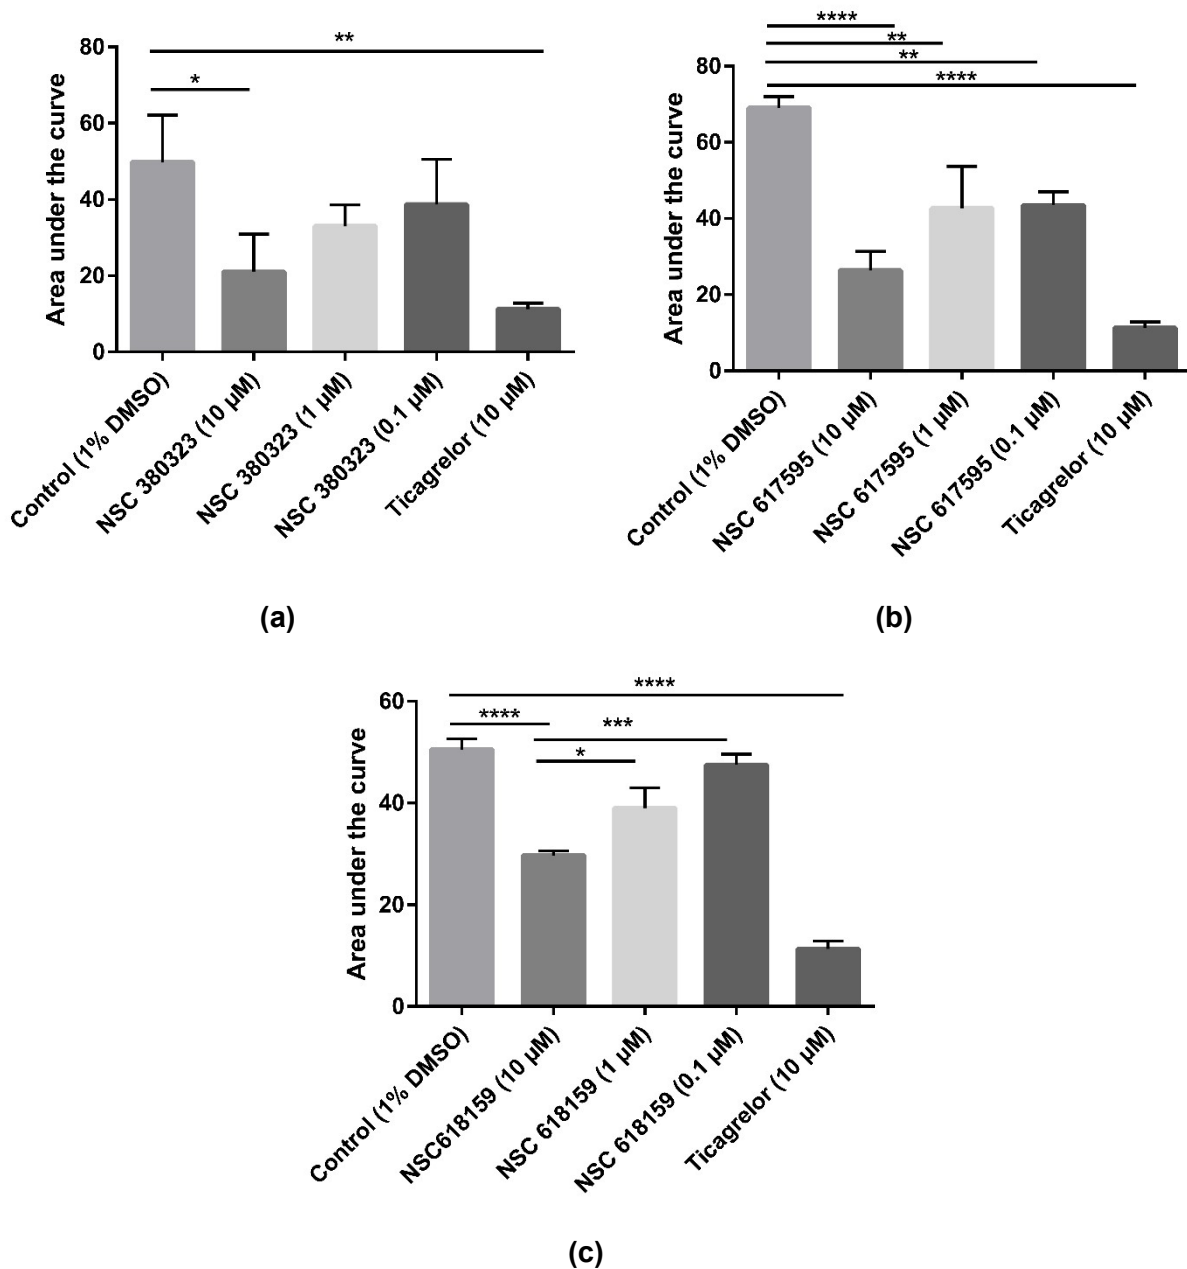 **
*
80
60
40
20
0
Area under the curve
Control (1% DMSO)
NSC 380323 (10 µM)
NSC 380323 (1 µM)
NSC 380323 (0.1 µM)
Ticagrelor (10 µM)
(a)
****
**
**
****
80
60
40
20
0
Area under the curve
Control (1% DMSO)
NSC 617595 (10 µM)
NSC 617595 (1 µM)
NSC 617595 (0.1 µM)
Ticagrelor (10 µM)
(b)
****
****
***
*
60
40
20
0
Area under the curve
Control (1% DMSO)
NSC618159 (10 µM)
NSC 618159 (1 µM)
NSC 618159 (0.1 µM)
Ticagrelor (10 µM)
(c)